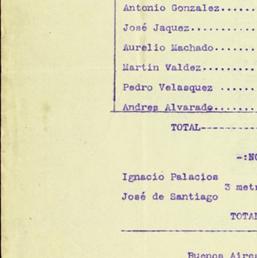 Antonio Gonzalez......
José Jaquez...........
Aurelio Machado.......
Martin Valdez.........
Pedro Velasquez ......
Andres Alvarado.......
TOTAL---------
-:NO
Ignacio Palacios
3 metr
José de Santiago
TOTAL
Buenos Aires